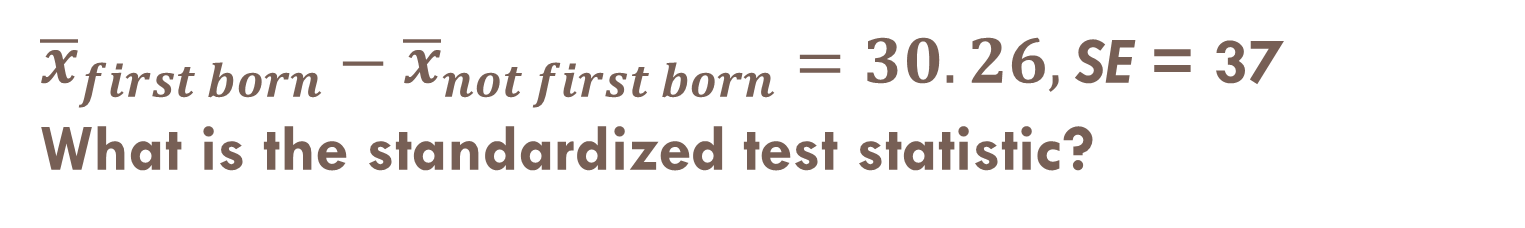 x̅ first born − x̅ not first born = 30.26, SE = 37
What is the standardized test statistic?